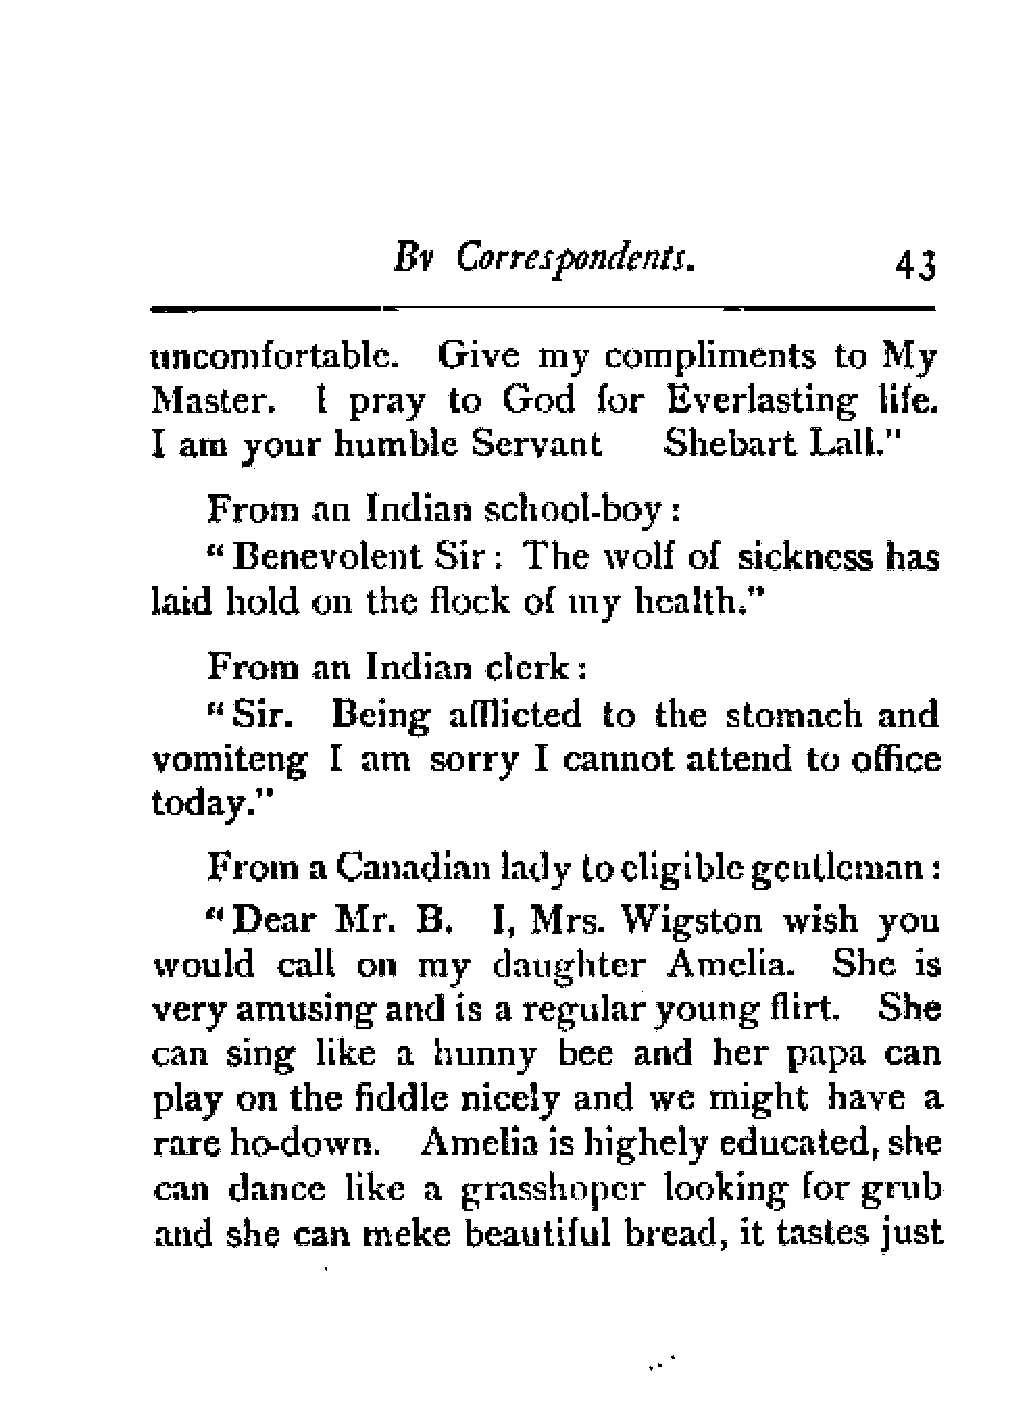 By Correspondents. 43
uncomfortable. Give my compliments to My
Master. I pray to God for Everlasting life.
I am your humble Servant Shebart Lall."
From an Indian school-boy:
"Benevolent Sir: The wolf of sickness has
laid hold on the flock of my health."
From an Indian clerk:
"Sir. Being afflicted to the stomach and
vomiteng I am sorry I cannot attend to office
today."
From a Canadian lady to eligible gentleman:
"Dear Mr. B. I, Mrs. Wigston wish you
would call on my daughter Amelia. She is
very amusing and is a regular young flirt. She
can sing like a hunny bee and her papa can
play on the fiddle nicely and we might have a
rare ho-down. Amelia is highely educated, she
can dance like a grasshoper looking for grub
and she can meke beautiful bread, it tastes just